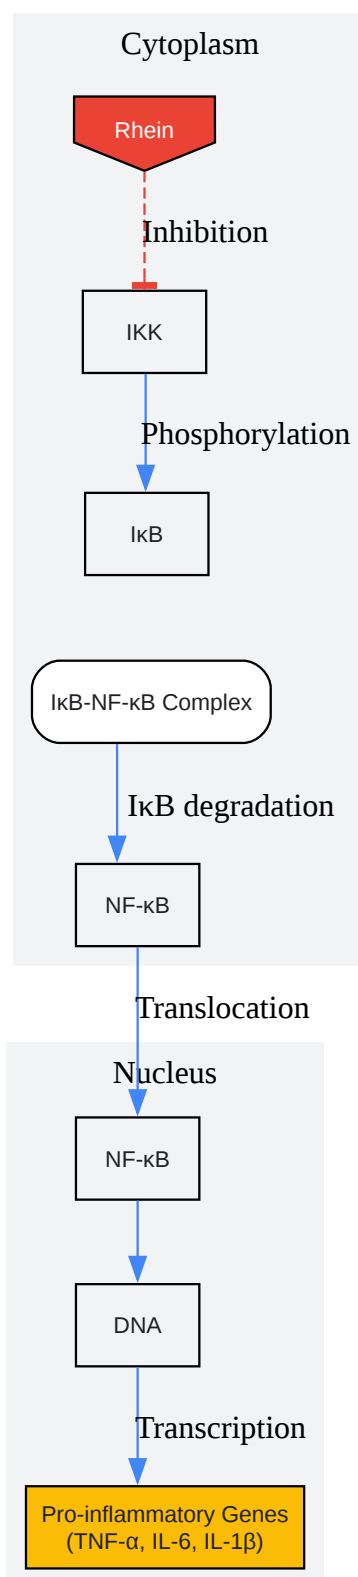 Cytoplasm
Rhein
Inhibition
IKK
Phosphorylation
IκB
IκB-NF-κB Complex
IκB degradation
NF-κB
Translocation
Nucleus
NF-κB
DNA
Transcription
Pro-inflammatory Genes
(TNF-α, IL-6, IL-1β)